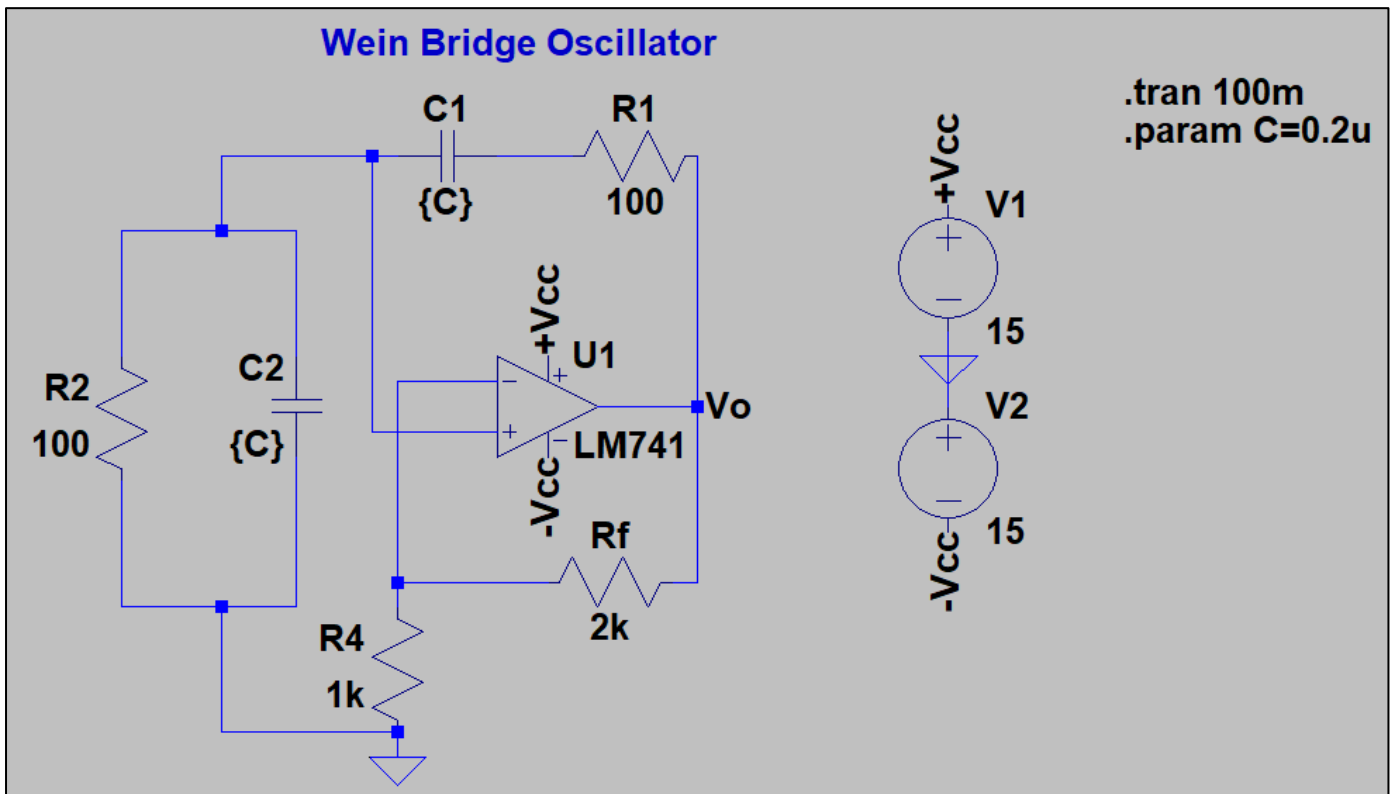 Wein Bridge Oscillator
.tran 100m
.param C=0.2u
C1
R1
{C}
100
+Vcc
V1
15
R2
100
C2
{C}
+Vcc
U1
LM741
-Vcc
Vo
V2
15
-Vcc
Rf
2k
R4
1k